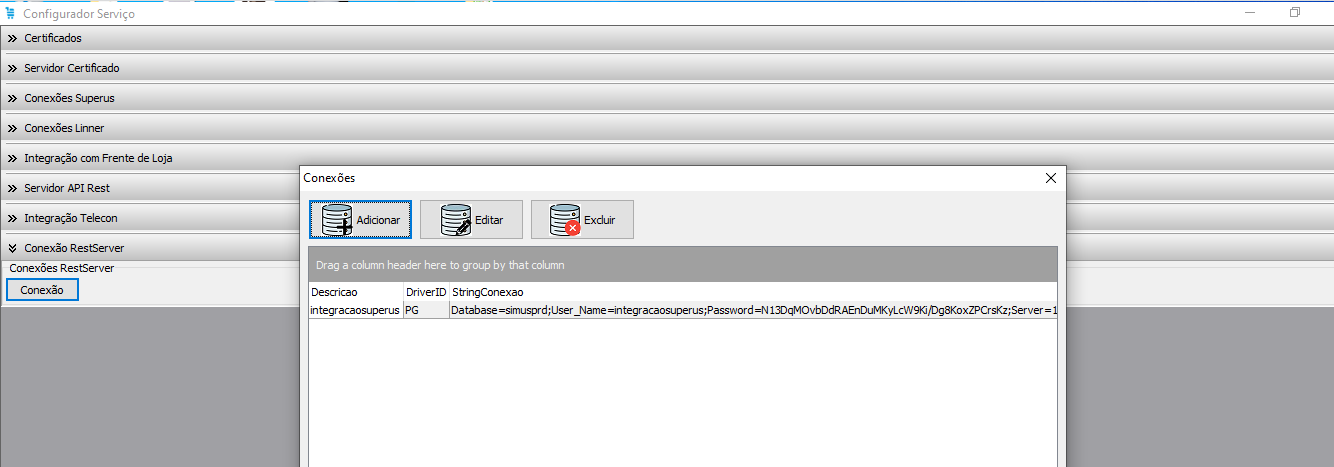 Configurador Serviço
Certificados
Servidor Certificado
Conexões Superus
Conexões Linner
Integração com Frente de Loja
Servidor API Rest
Integração Telecon
Conexão RestServer
Conexões RestServer
Conexão
Conexões
Adicionar
Editar
Excluir
Drag a column header here to group by that column
Descricao DriverID StringConexao
integracaosuperus PG Database=simusprd;User_Name=integracaosuperus;Password=N13DqMOvbDdRAEnDuMKyLcW9Ki/Dg8KoxZPCrsKz;Server=1